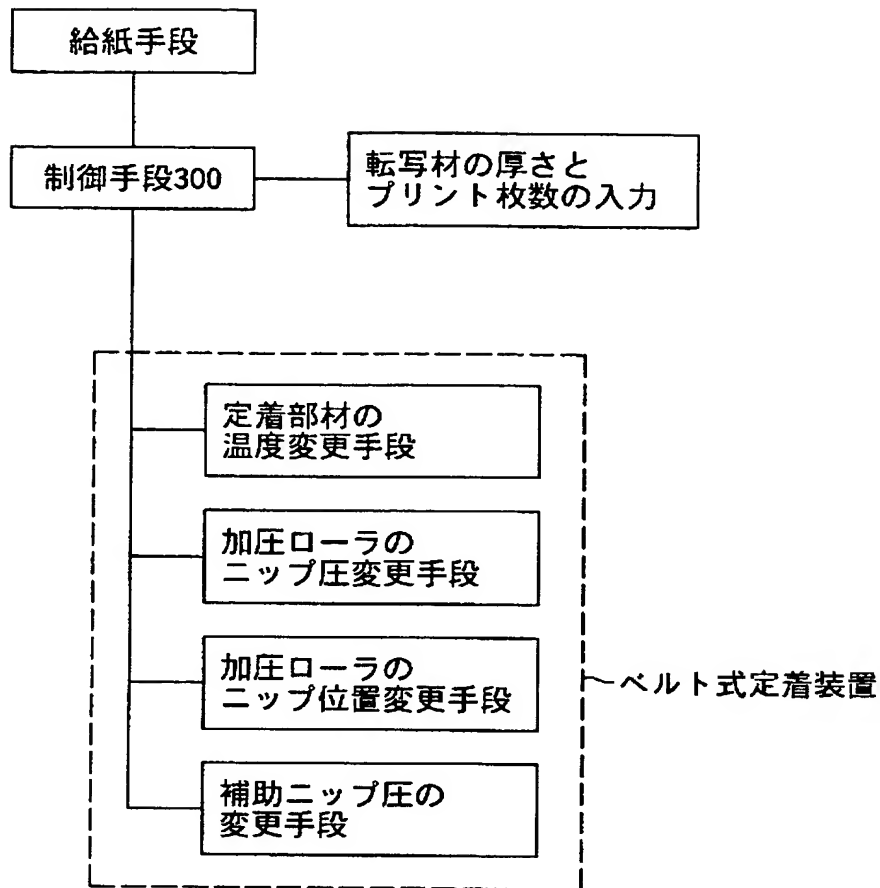 給紙手段
制御手段300
転写材の厚さと
プリント枚数の入力
定着部材の
温度変更手段
加圧ローラの
ニップ圧変更手段
加圧ローラの
ニップ位置変更手段
ベルト式定着装置
補助ニップ圧の
変更手段